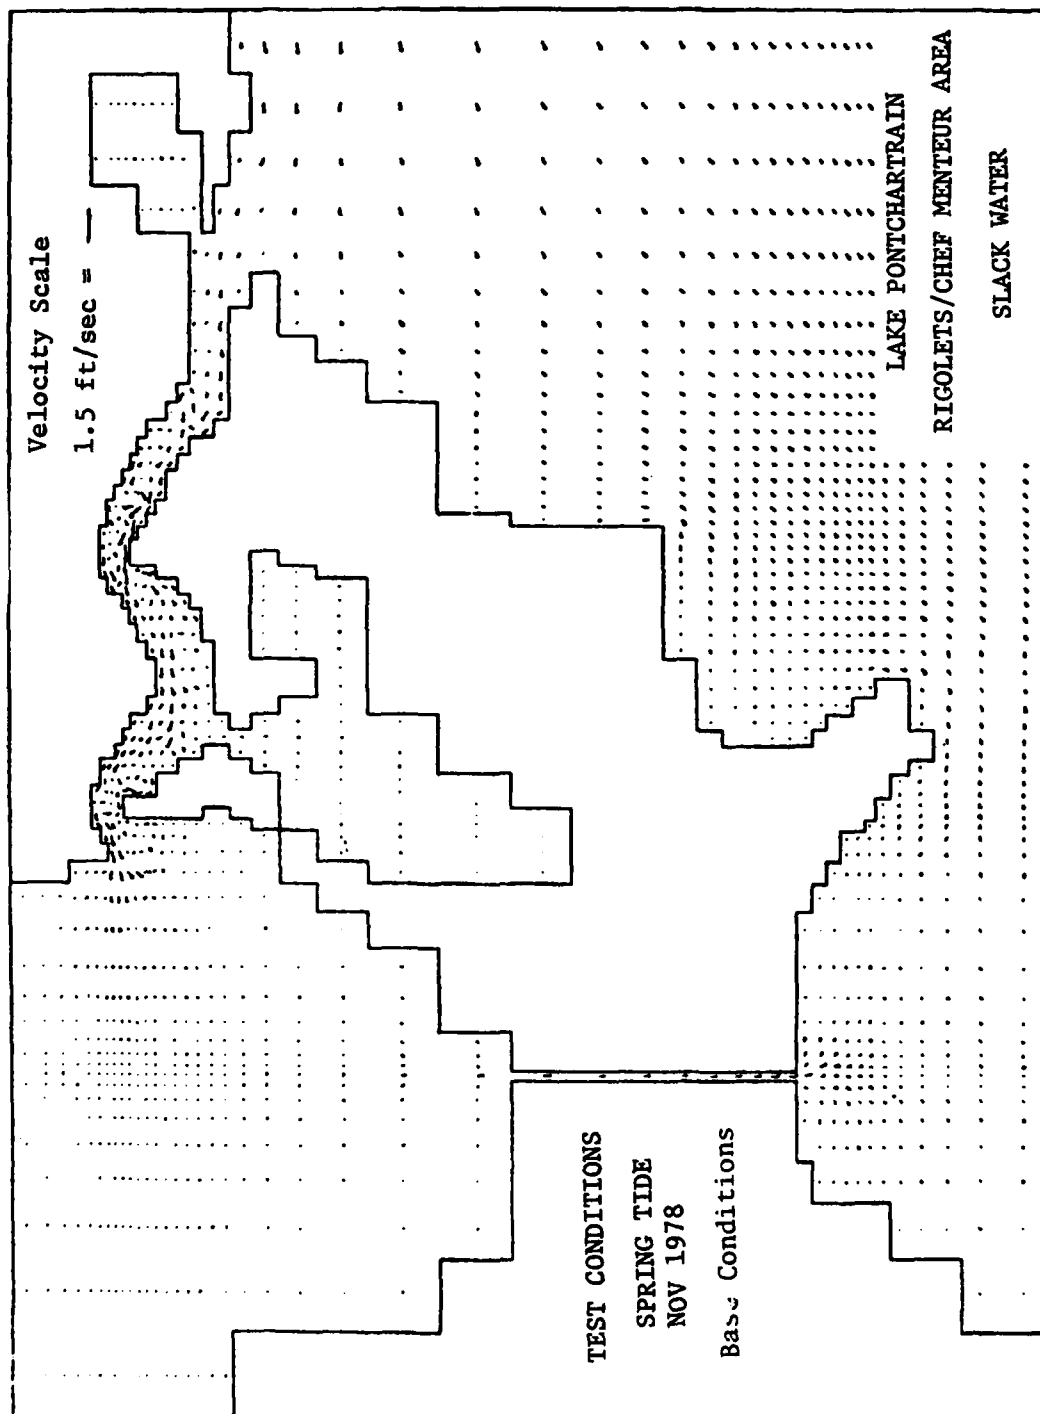 Velocity Scale
1.5 ft/sec =
TEST CONDITIONS
SPRING TIDE
NOV 1978
Base Conditions
LAKE PONTCHARTRAIN
RIGOLETS/CHEF MENTEUR AREA
SLACK WATER